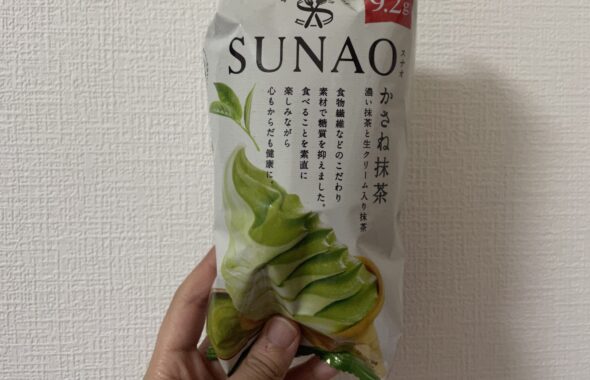 9.2g
SUNAO
スナオ
かさね抹茶
濃い抹茶と生クリーム入り抹茶
食物繊維などのこだわり
素材で糖質を抑えました。
食べることを素直に
楽しみながら
心もからだも健康に。